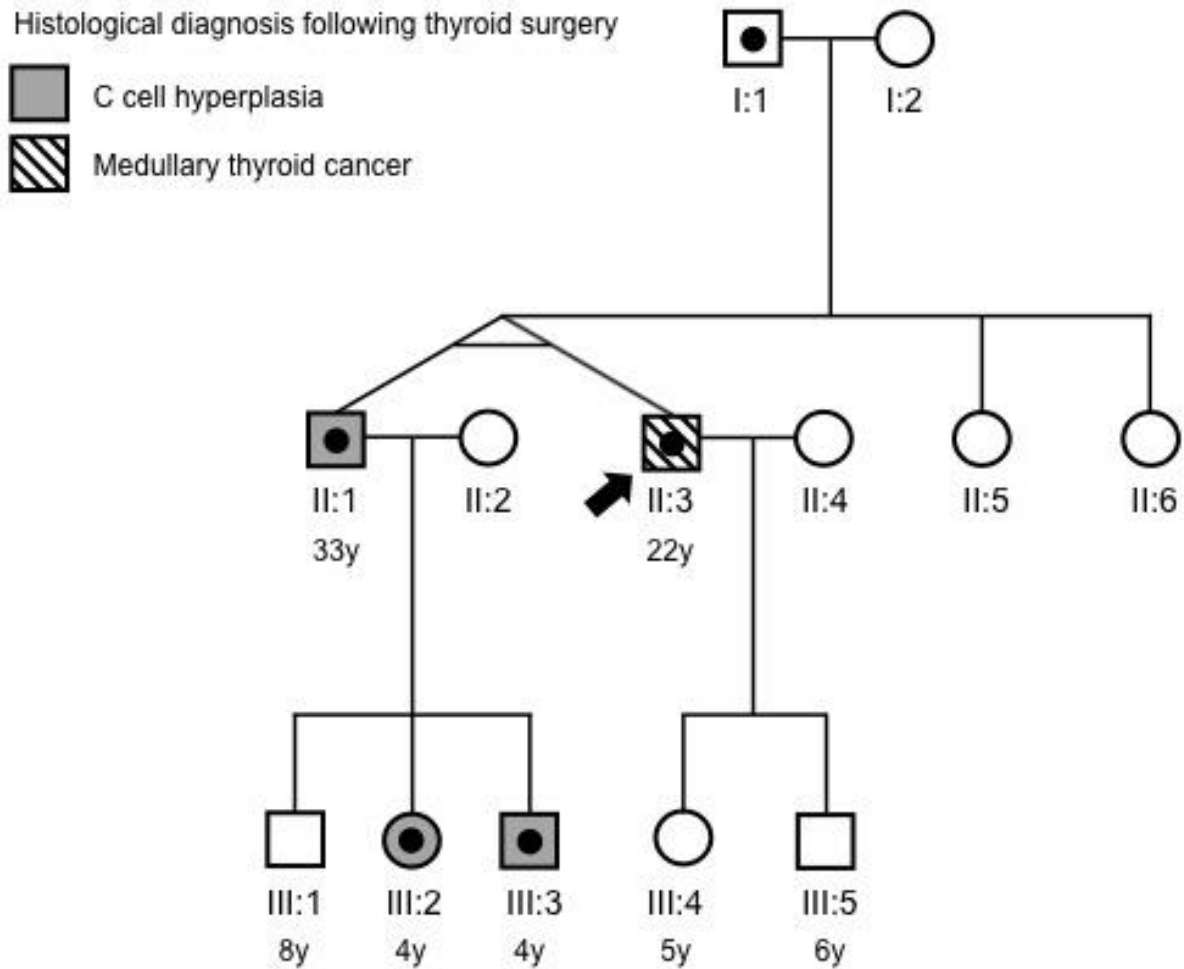 Histological diagnosis following thyroid surgery
C cell hyperplasia
Medullary thyroid cancer
I:1 I:2
II:1 II:2 II:3 II:4 II:5 II:6
33y 22y
III:1 III:2 III:3 III:4 III:5
8y 4y 4y 5y 6y